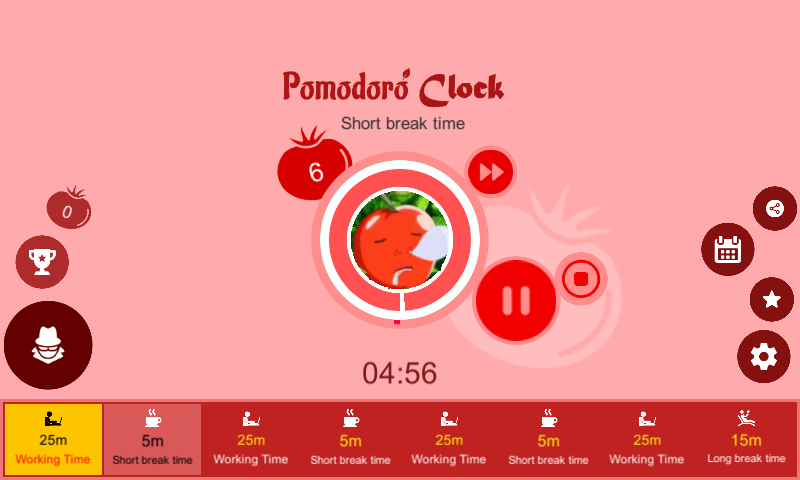 Pomodoro Clock
Short break time
6
0
04:56
25m
Working Time
5m
Short break time
25m
Working Time
5m
Short break time
25m
Working Time
5m
Short break time
25m
Working Time
15m
Long break time